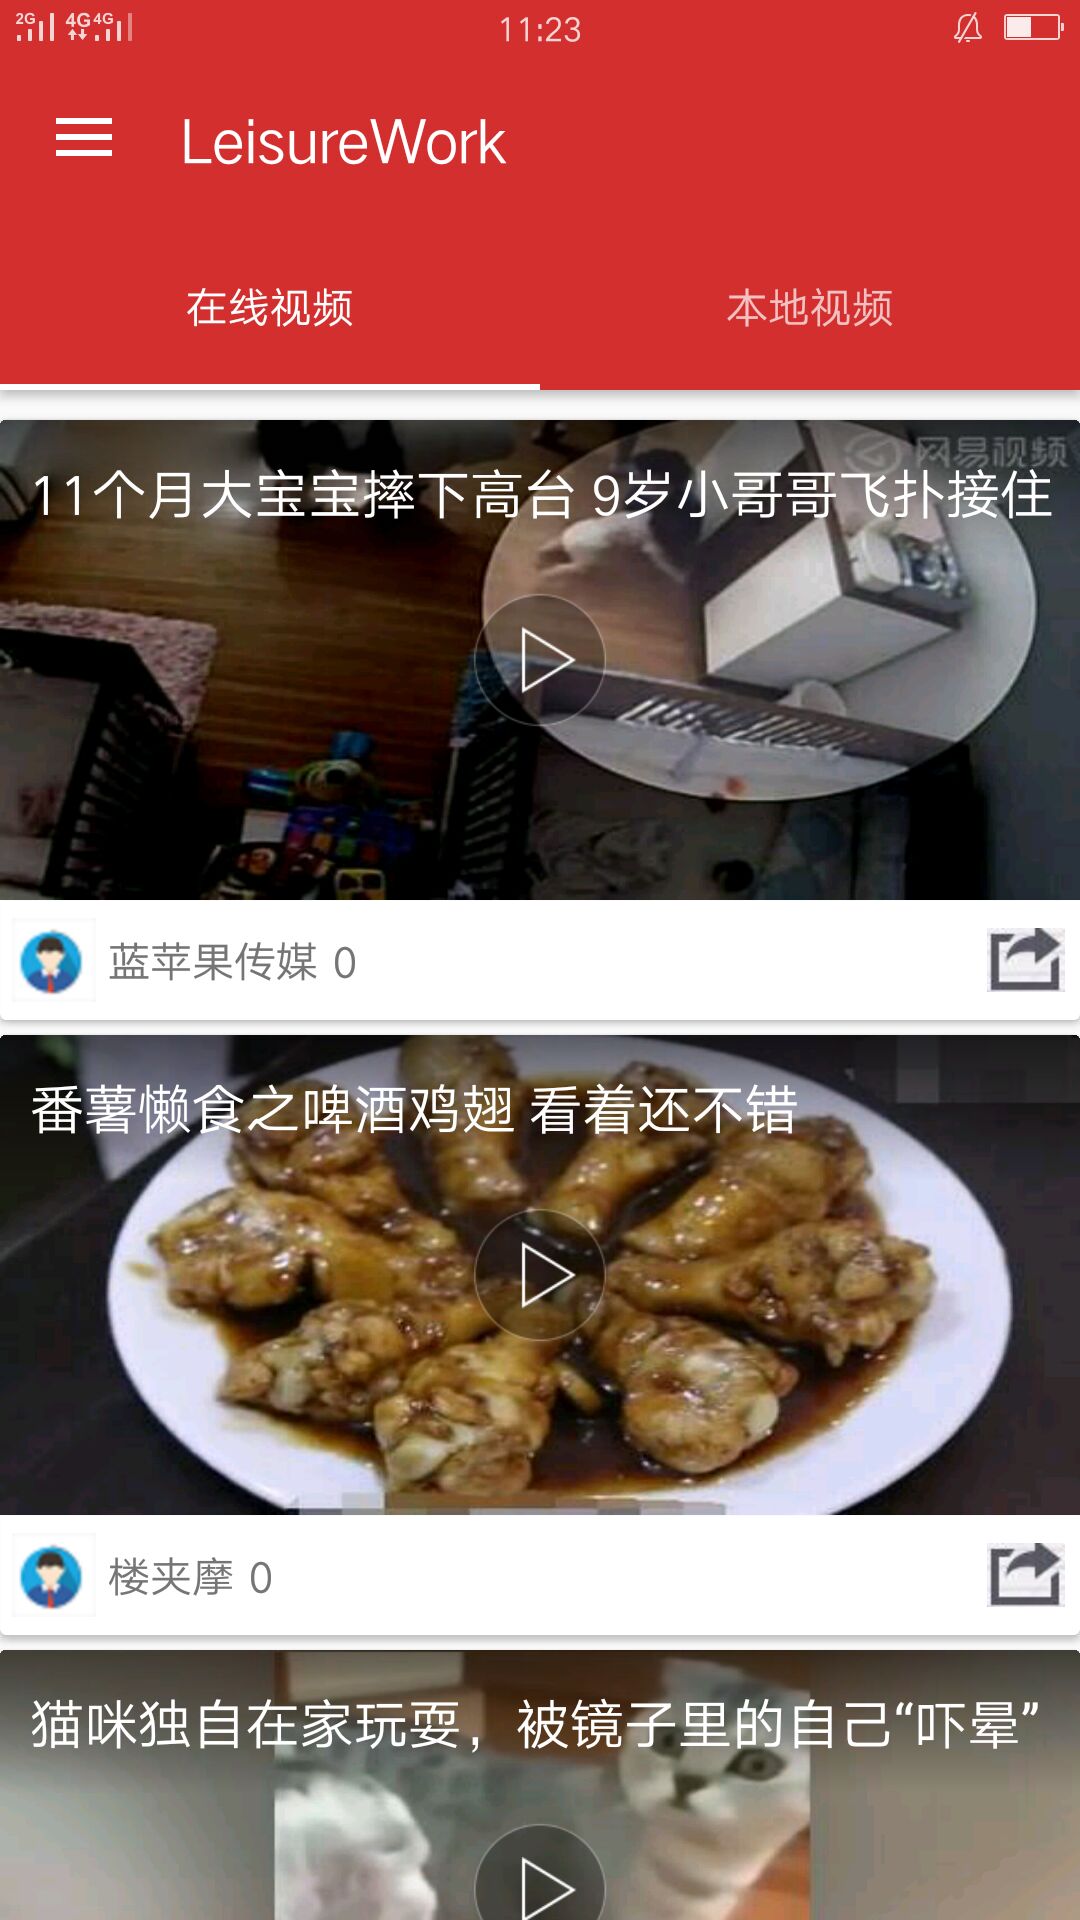 2G 4G 4G 11:23
LeisureWork
在线视频 本地视频
网易视频
11个月大宝宝摔下高台 9岁小哥哥飞扑接住
蓝苹果传媒 0
番薯懒食之啤酒鸡翅 看着还不错
楼夹摩 0
猫咪独自在家玩耍，被镜子里的自己“吓晕”